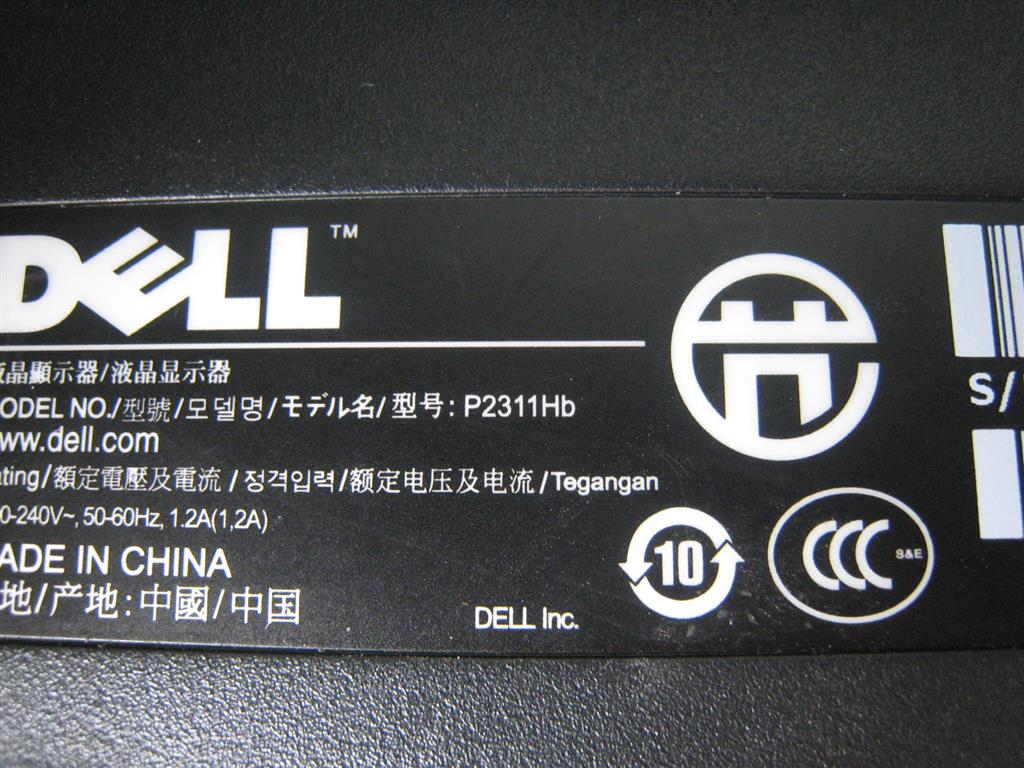 DELL™
液晶顯示器/液晶显示器
MODEL NO./型號/모델명/モデル名/型号: P2311Hb
www.dell.com
ating/額定電壓及電流/정격입력/额定电压及电流/Tegangan
0-240V~, 50-60Hz, 1.2A(1,2A)
MADE IN CHINA
地/产地:中國/中国
DELL Inc.
10
CCC S&E
S/